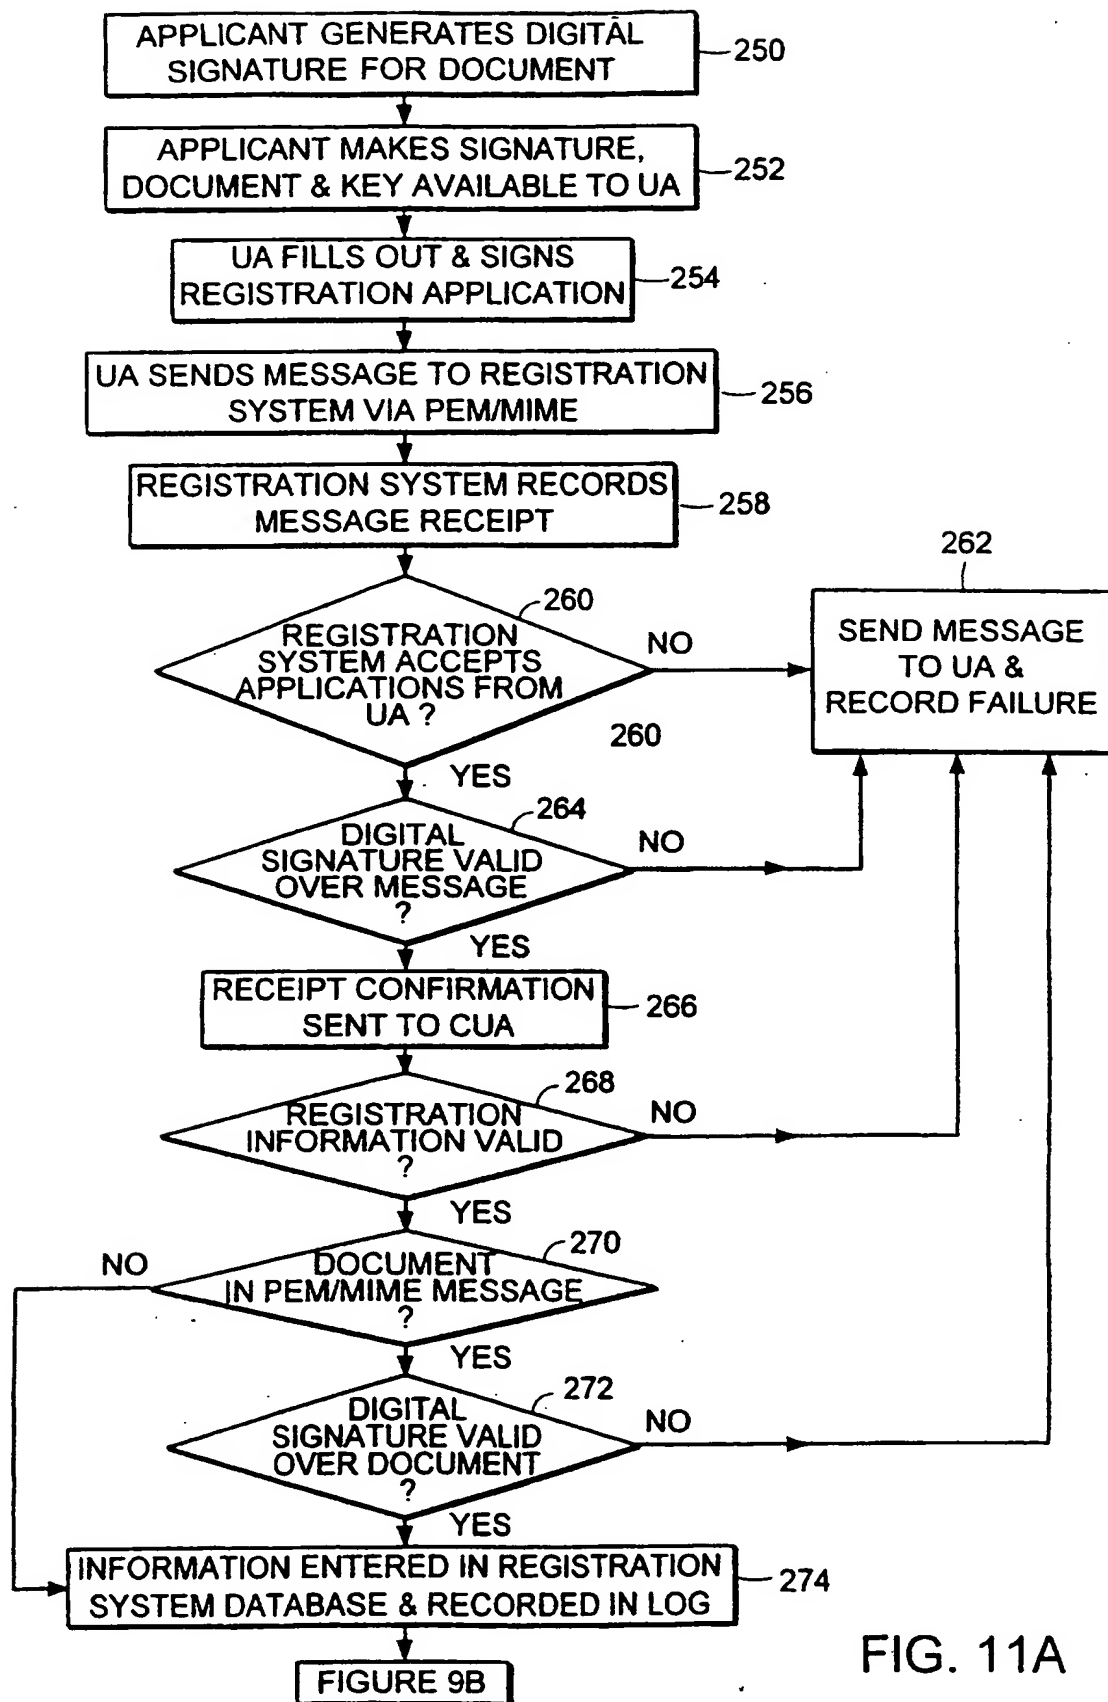 APPLICANT GENERATES DIGITAL
SIGNATURE FOR DOCUMENT
250
APPLICANT MAKES SIGNATURE,
DOCUMENT & KEY AVAILABLE TO UA
252
UA FILLS OUT & SIGNS
REGISTRATION APPLICATION
254
UA SENDS MESSAGE TO REGISTRATION
SYSTEM VIA PEM/MIME
256
REGISTRATION SYSTEM RECORDS
MESSAGE RECEIPT
258
260
REGISTRATION
SYSTEM ACCEPTS
APPLICATIONS FROM
UA ?
NO
262
SEND MESSAGE
TO UA &
RECORD FAILURE
260
YES
264
DIGITAL
SIGNATURE VALID
OVER MESSAGE
?
NO
YES
RECEIPT CONFIRMATION
SENT TO CUA
266
268
REGISTRATION
INFORMATION VALID
?
NO
YES
270
NO
DOCUMENT
IN PEM/MIME MESSAGE
?
YES
272
DIGITAL
SIGNATURE VALID
OVER DOCUMENT
?
NO
YES
INFORMATION ENTERED IN REGISTRATION
SYSTEM DATABASE & RECORDED IN LOG
274
FIGURE 9B
FIG. 11A